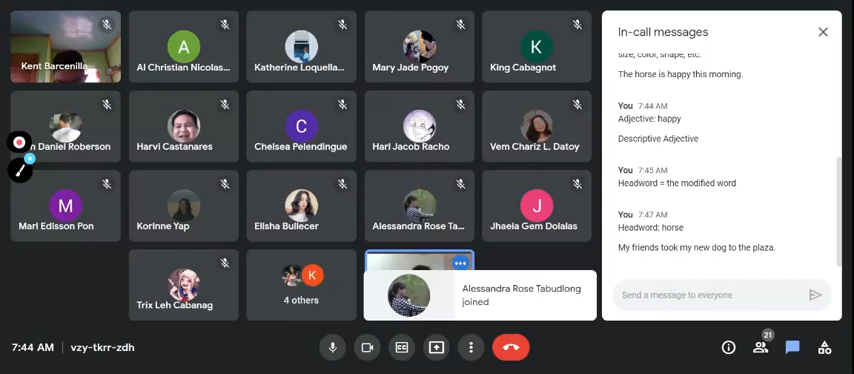 Kent Barcenilla...
Al Christian Nicolas...
Katherine Loquella...
Mary Jade Pogoy
King Cabagnot
n Daniel Roberson
Harvi Castanares
Chelsea Pelendingue
Harl Jacob Racho
Vem Chariz L. Datoy
Marl Edisson Pon
Korinne Yap
Elisha Bullecer
Alessandra Rose Ta...
Jhaela Gem Dolalas
Trix Leh Cabanag
4 others
Alessandra Rose Tabudlong
joined
A
K
C
M
J
K
In-call messages
size, color, shape, etc.
The horse is happy this morning.
You 7:44 AM
Adjective: happy
Descriptive Adjective
You 7:45 AM
Headword = the modified word
You 7:47 AM
Headword: horse
My friends took my new dog to the plaza.
Send a message to everyone
7:44 AM | vzy-tkrr-zdh
CC
21